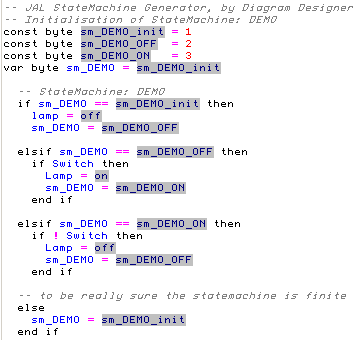 -- JAL StateMachine Generator, by Diagram Designer
-- Initialisation of StateMachine: DEMO
const byte sm_DEMO_init = 1
const byte sm_DEMO_OFF = 2
const byte sm_DEMO_ON = 3
var byte sm_DEMO = sm_DEMO_init
-- StateMachine: DEMO
if sm_DEMO == sm_DEMO_init then
lamp = off
sm_DEMO = sm_DEMO_OFF
elsif sm_DEMO == sm_DEMO_OFF then
if Switch then
Lamp = on
sm_DEMO = sm_DEMO_ON
end if
elsif sm_DEMO == sm_DEMO_ON then
if ! Switch then
Lamp = off
sm_DEMO = sm_DEMO_OFF
end if
-- to be really sure the statemachine is finite
else
sm_DEMO = sm_DEMO_init
end if